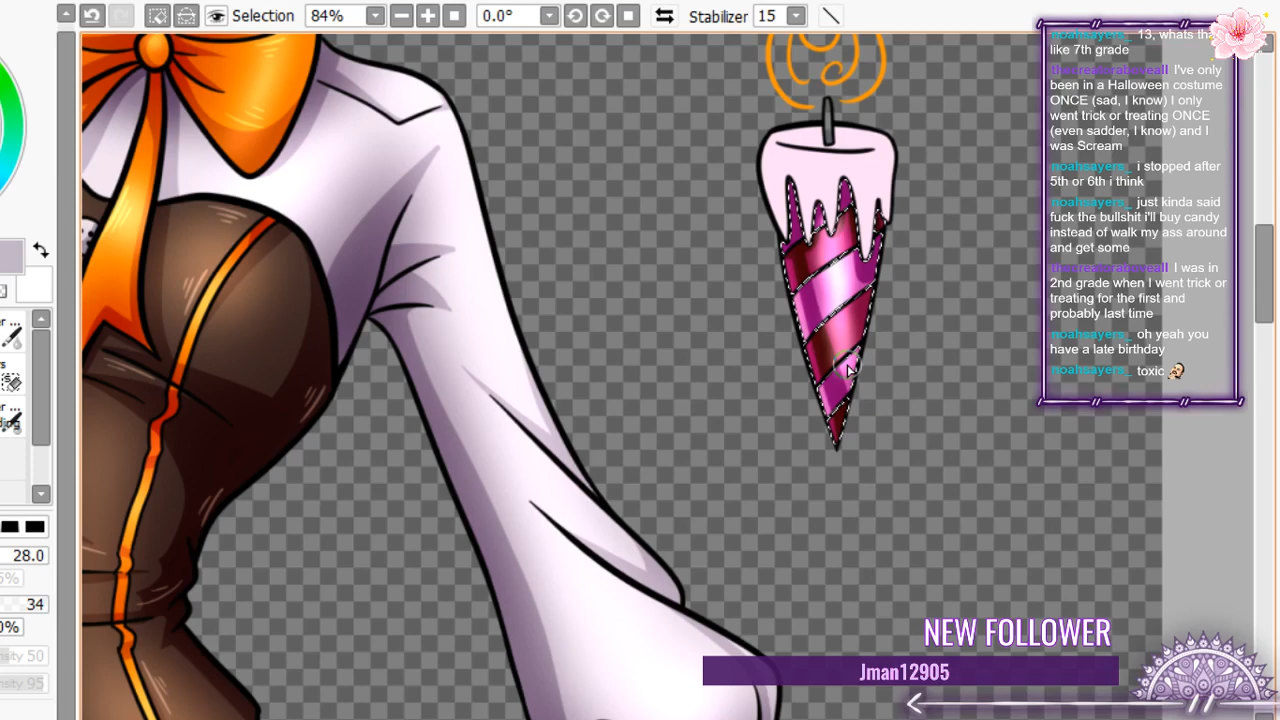 Selection 84% 0.0° Stabilizer 15
noahsayers_ 13, whats
like 7th grade
I've only
been in a Halloween costume
ONCE (sad, I know) I only
went trick or treating ONCE
(even sadder, I know) and I
was Scream
noahsayers_ i stopped after
5th or 6th i think
noahsayers_ just kinda said
fuck the bullshit i'll buy candy
instead of walk my ass around
and get some
I was in
2nd grade when I went trick or
treating for the first and
probably last time
noahsayers_ oh yeah you
have a late birthday
noahsayers_ toxic
28.0
34
50
95
NEW FOLLOWER
Jman12905